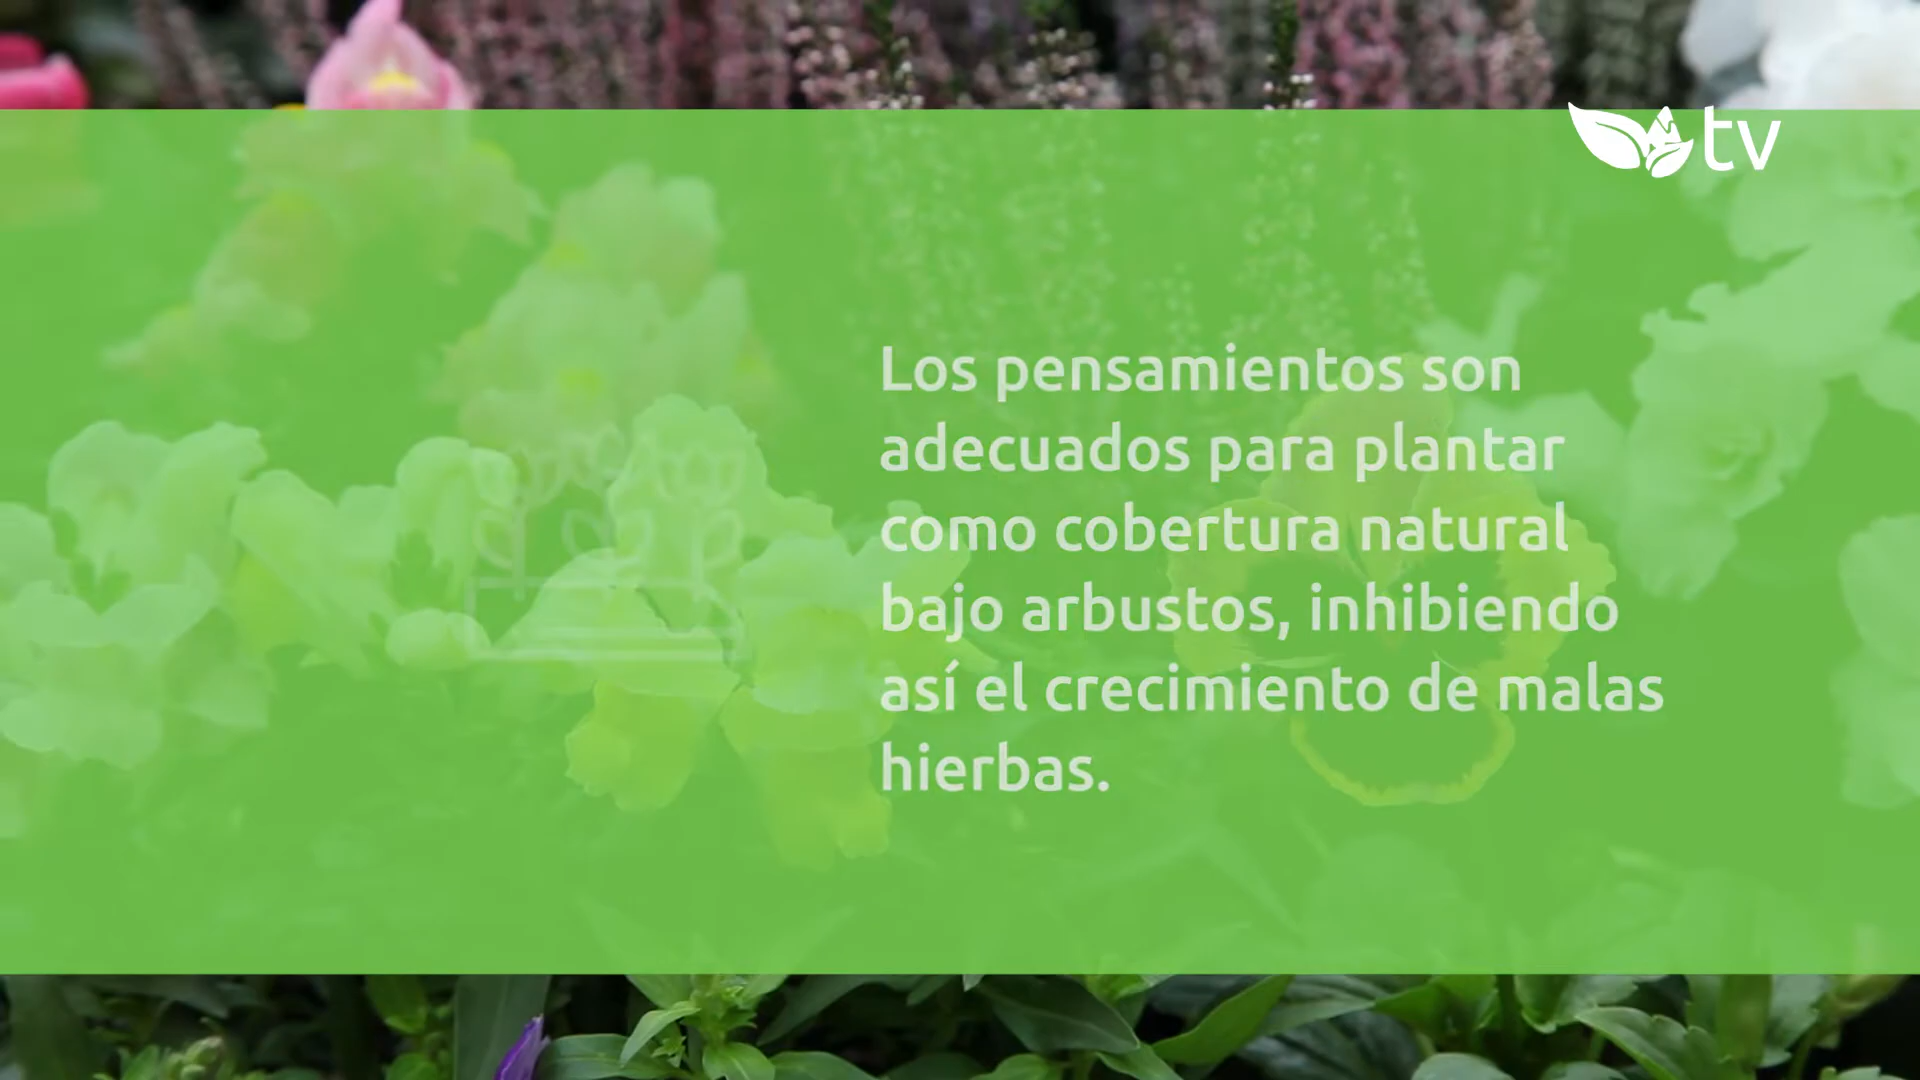 tv
Los pensamientos son
adecuados para plantar
como cobertura natural
bajo arbustos, inhibiendo
así el crecimiento de malas
hierbas.